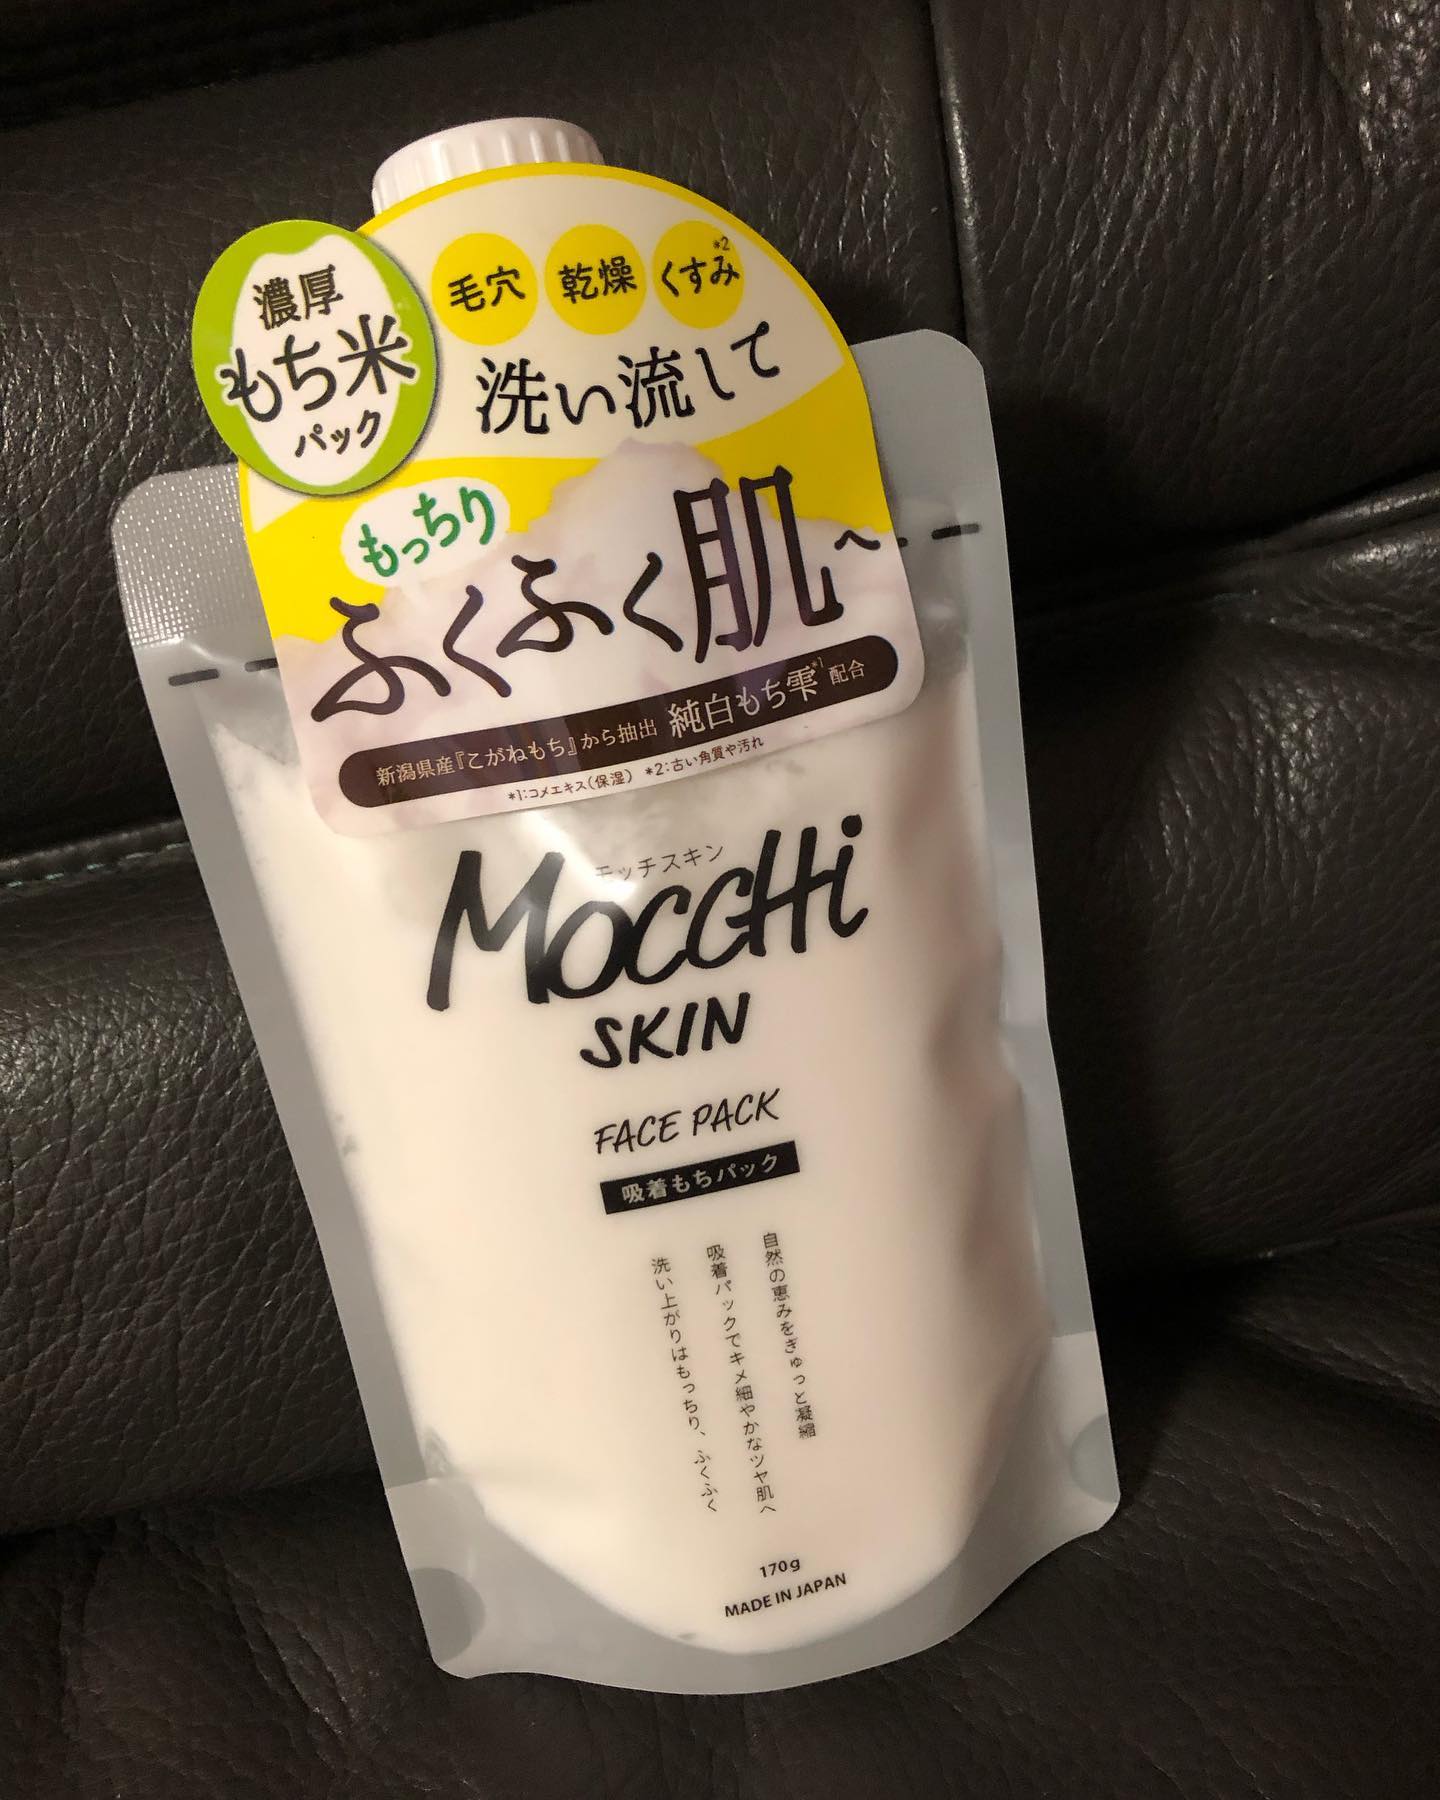 濃厚
もち米
パック
毛穴 乾燥 くすみ*2
洗い流して
もっちり
ふくふく肌へ
新潟県産『こがねもち』から抽出 純白もち雫*1 配合
*1:コメエキス(保湿) *2:古い角質や汚れ
モッチスキン
MoCCHi
SKIN
FACE PACK
吸着もちパック
自然の恵みをぎゅっと凝縮
吸着パックでキメ細やかなツヤ肌へ
洗い上がりはもっちり、ふくふく
170g
MADE IN JAPAN